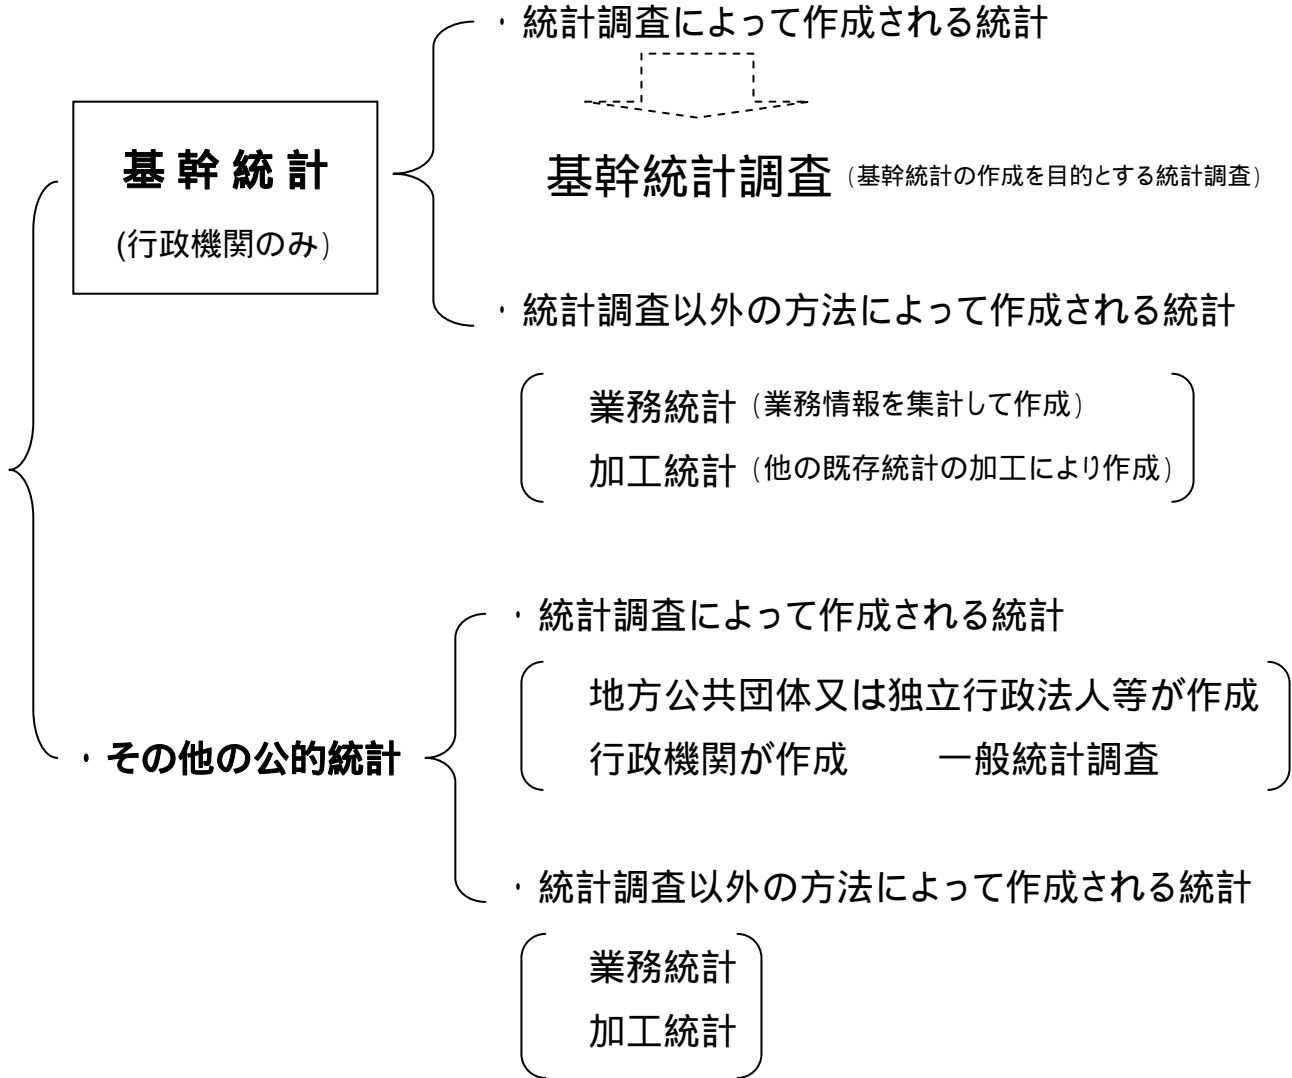 ・統計調査によって作成される統計
基幹統計
(行政機関のみ)
基幹統計調査(基幹統計の作成を目的とする統計調査)
・統計調査以外の方法によって作成される統計
業務統計(業務情報を集計して作成)
加工統計(他の既存統計の加工により作成)
・統計調査によって作成される統計
地方公共団体又は独立行政法人等が作成
・その他の公的統計
行政機関が作成 一般統計調査
・統計調査以外の方法によって作成される統計
業務統計
加工統計